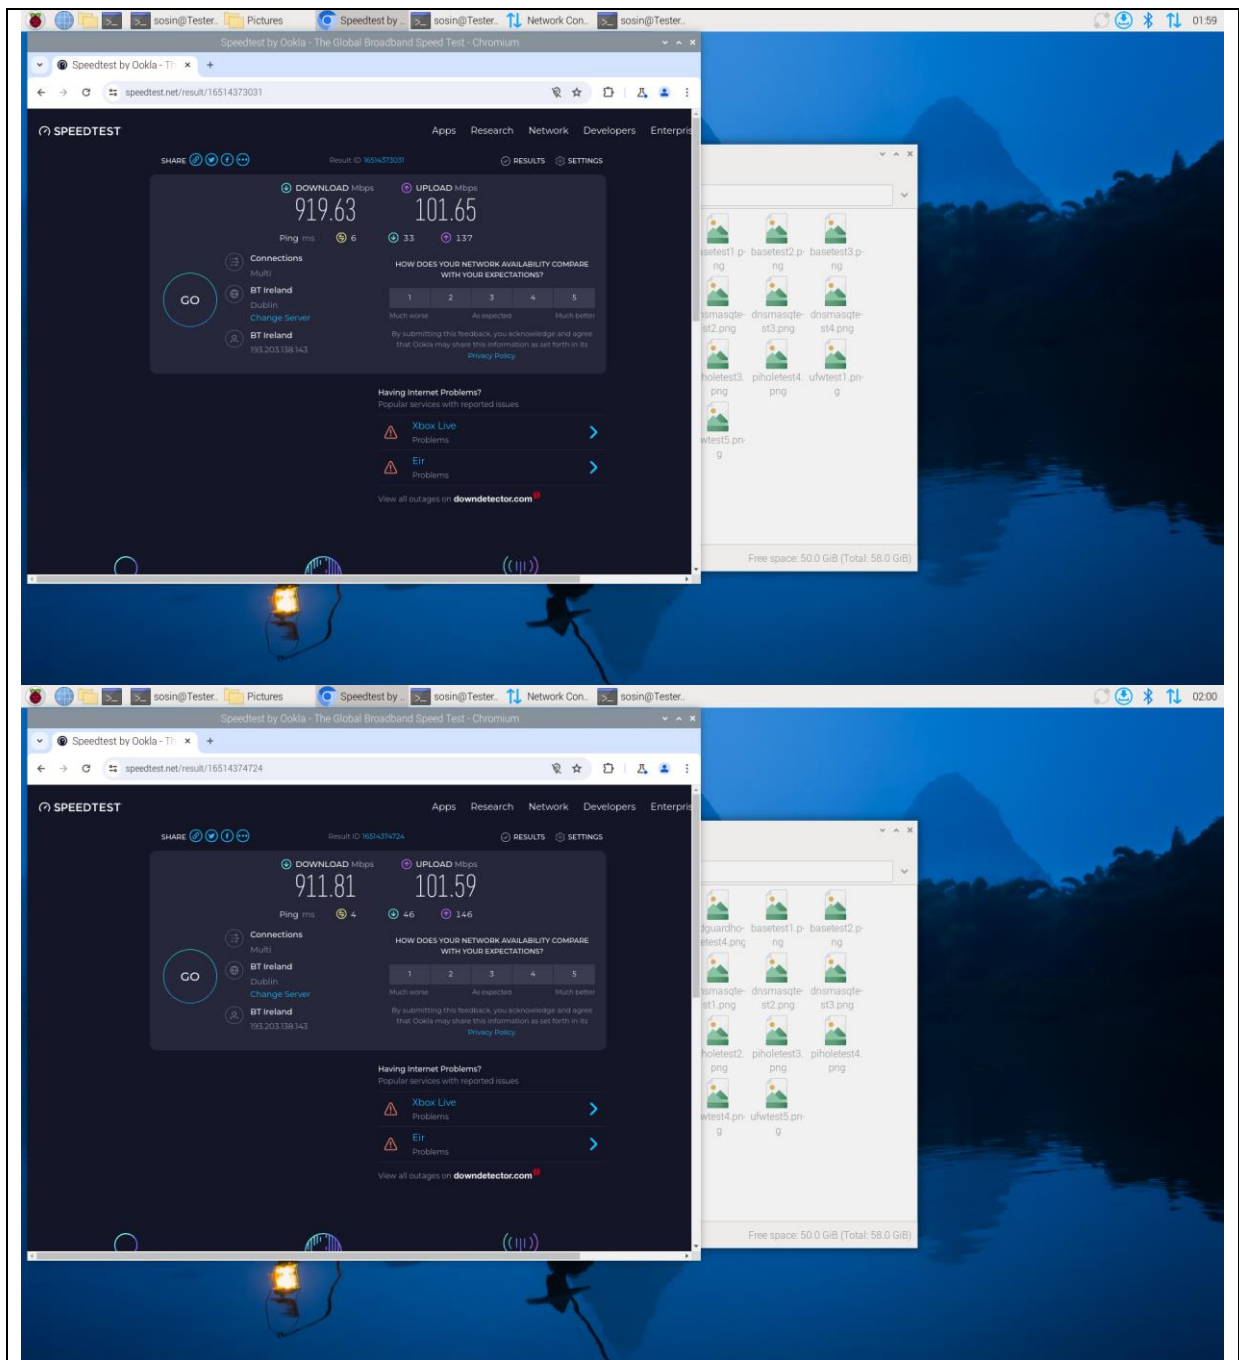 sosin@Tester.. Pictures Speedtest by .. sosin@Tester.. Network Con.. sosin@Tester.. 01:59
Speedtest by Ookla - The Global Broadband Speed Test - Chromium
Speedtest by Ookla - Th
speedtest.net/result/16514373031
SPEEDTEST Apps Research Network Developers Enterpris
SHARE Result ID 16514373031 RESULTS SETTINGS
DOWNLOAD Mbps UPLOAD Mbps
919.63 101.65
Ping ms 6 33 137
Connections
Multi
BT Ireland
Dublin
Change Server
BT Ireland
193.203.138.143
GO
HOW DOES YOUR NETWORK AVAILABILITY COMPARE
WITH YOUR EXPECTATIONS?
1 2 3 4 5
Much worse As expected Much better
By submitting this feedback, you acknowledge and agree
that Ookla may share this information as set forth in its
Privacy Policy.
Having Internet Problems?
Popular services with reported issues
Xbox Live
Problems
Eir
Problems
View all outages on downdetector.com
setest1.p- basetest2.p- basetest3.p-
ng ng ng
nsmasqte- dnsmasqte- dnsmasqte-
st2.png st3.png st4.png
holetest3. piholetest4. ufwtest1.pn-
png png g
wtest5.pn-
g
Free space: 50.0 GiB (Total: 58.0 GiB)
sosin@Tester.. Pictures Speedtest by .. sosin@Tester.. Network Con.. sosin@Tester.. 02:00
Speedtest by Ookla - The Global Broadband Speed Test - Chromium
Speedtest by Ookla - Th
speedtest.net/result/16514374724
SPEEDTEST Apps Research Network Developers Enterpris
SHARE Result ID 16514374724 RESULTS SETTINGS
DOWNLOAD Mbps UPLOAD Mbps
911.81 101.59
Ping ms 4 46 146
Connections
Multi
BT Ireland
Dublin
Change Server
BT Ireland
193.203.138.143
GO
HOW DOES YOUR NETWORK AVAILABILITY COMPARE
WITH YOUR EXPECTATIONS?
1 2 3 4 5
Much worse As expected Much better
By submitting this feedback, you acknowledge and agree
that Ookla may share this information as set forth in its
Privacy Policy.
Having Internet Problems?
Popular services with reported issues
Xbox Live
Problems
Eir
Problems
View all outages on downdetector.com
dguardho- basetest1.p- basetest2.p-
etest4.png ng ng
nsmasqte- dnsmasqte- dnsmasqte-
st1.png st2.png st3.png
holetest2. piholetest3. piholetest4.
png png png
wtest4.pn- ufwtest5.pn-
g g
Free space: 50.0 GiB (Total: 58.0 GiB)